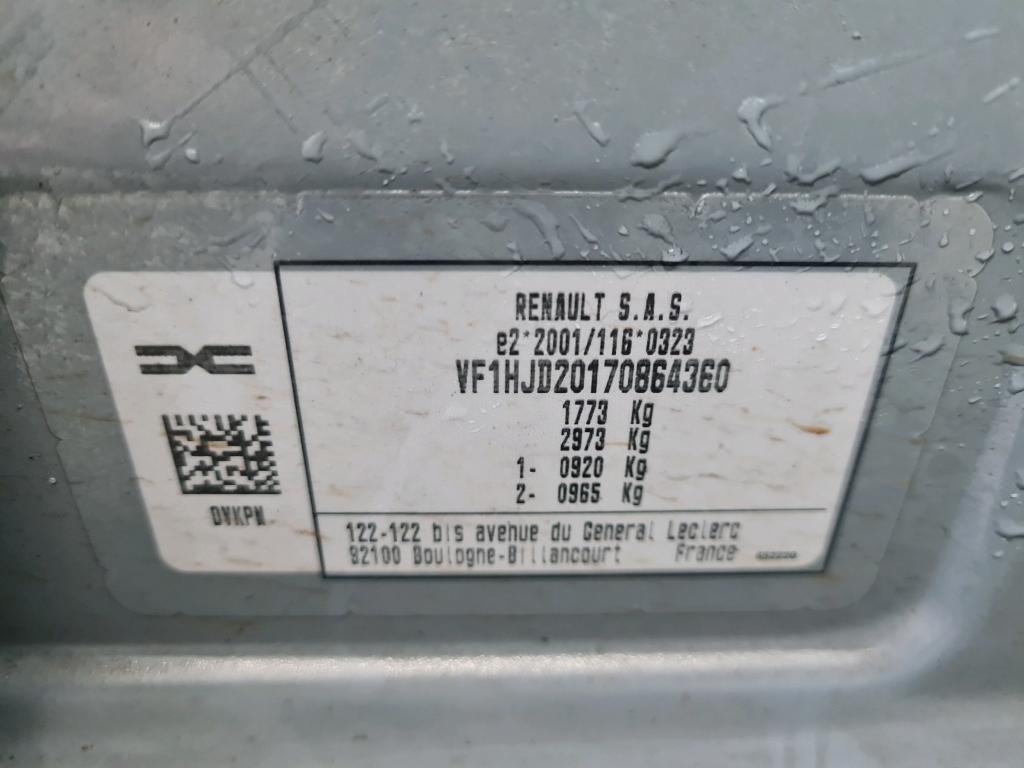 RENAULT S.A.S.
e2*2001/116*0323
VF1HJD20170864360
1773 Kg
2973 Kg
1- 0920 Kg
2- 0965 Kg
DVKPN
122-122 bis avenue du General Leclerc
92100 Boulogne-Billancourt France